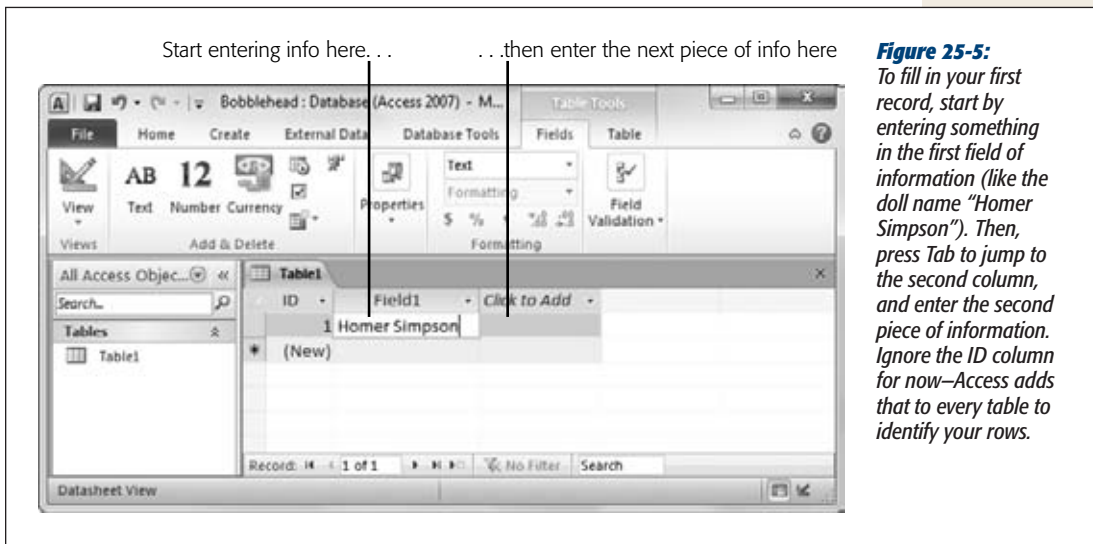 Start entering info here. . .
. . .then enter the next piece of info here
Bobblehead : Database (Access 2007) - M...
Table Tools
File Home Create External Data Database Tools Fields Table
View
AB
Text
12
Number
Currency
Properties
Text
Formatting
$ %
Field
Validation
Views
Add & Delete
Formatting
All Access Objec...
Search...
Tables
Table1
Table1
ID Field1 Click to Add
1 Homer Simpson
* (New)
Record: 1 of 1 No Filter Search
Datasheet View
Figure 25-5:
To fill in your first
record, start by
entering something
in the first field of
information (like the
doll name “Homer
Simpson”). Then,
press Tab to jump to
the second column,
and enter the second
piece of information.
Ignore the ID column
for now—Access adds
that to every table to
identify your rows.